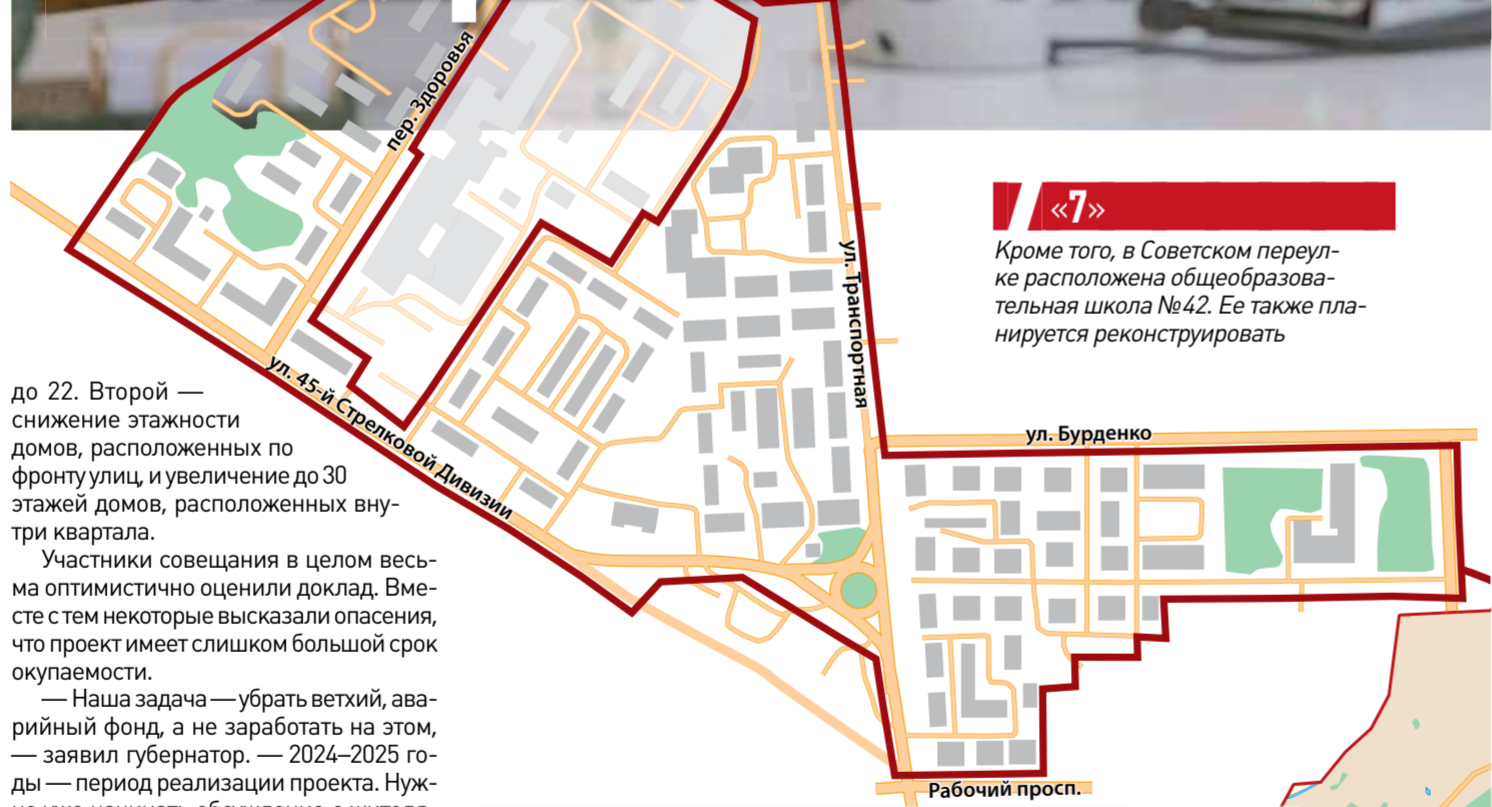 пер. Здоровья
ул. 45-й Стрелковой Дивизии
ул. Транспортная
ул. Бурденко
Рабочий просп.
«7»
Кроме того, в Советском переул-
ке расположена общеобразова-
тельная школа №42. Ее также пла-
нируется реконструировать
до 22. Второй —
снижение этажности
домов, расположенных по
фронту улиц, и увеличение до 30
этажей домов, расположенных вну-
три квартала.
Участники совещания в целом весь-
ма оптимистично оценили доклад. Вме-
сте с тем некоторые высказали опасения,
что проект имеет слишком большой срок
окупаемости.
— Наша задача — убрать ветхий, ава-
рийный фонд, а не заработать на этом,
— заявил губернатор. — 2024–2025 го-
ды — период реализации проекта. Нуж-